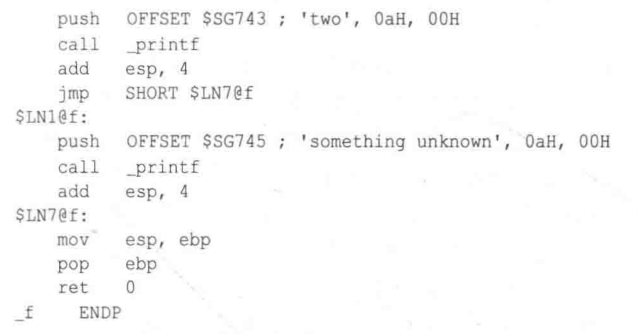 push OFFSET $SG743 ; 'two', 0aH, 00H
call _printf
add esp, 4
jmp SHORT $LN7@f
$LN1@f:
push OFFSET $SG745 ; 'something unknown', 0aH, 00H
call _printf
add esp, 4
$LN7@f:
mov esp, ebp
pop ebp
ret 0
_f ENDP